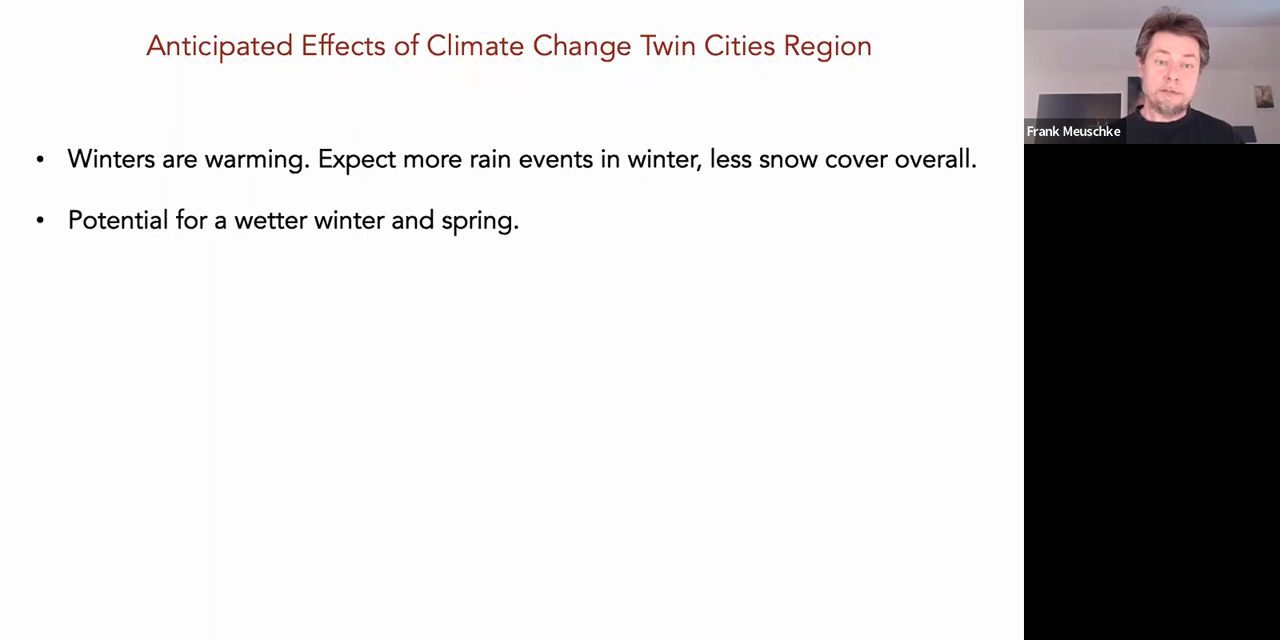 Anticipated Effects of Climate Change Twin Cities Region
• Winters are warming. Expect more rain events in winter, less snow cover overall.
• Potential for a wetter winter and spring.
Frank Meuschke